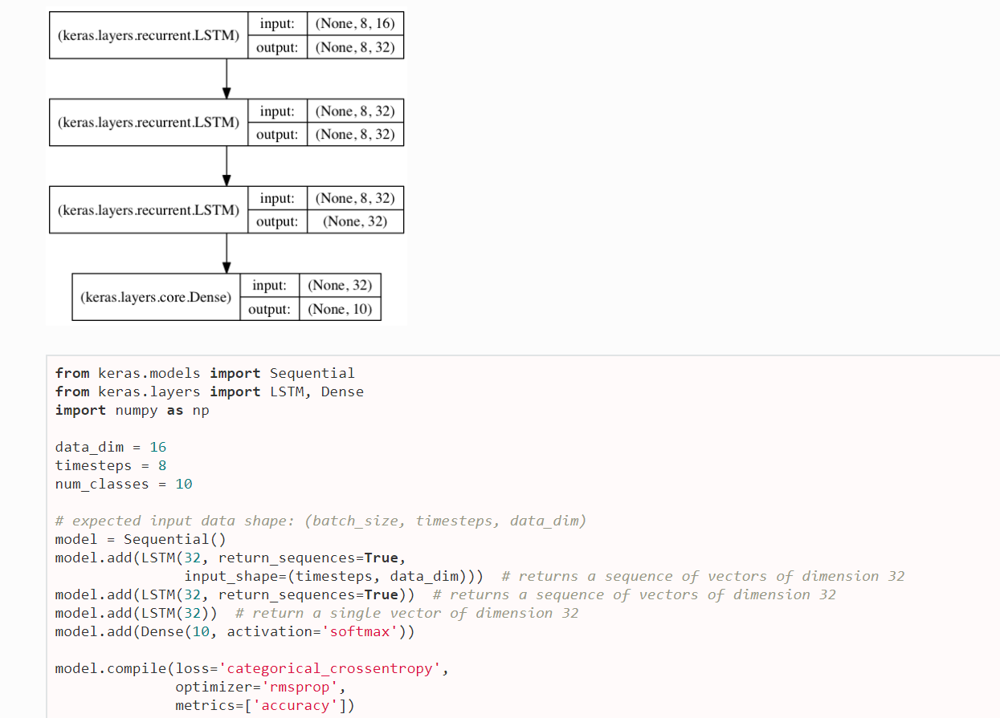 (keras.layers.recurrent.LSTM) input: (None, 8, 16)
output: (None, 8, 32)
(keras.layers.recurrent.LSTM) input: (None, 8, 32)
output: (None, 8, 32)
(keras.layers.recurrent.LSTM) input: (None, 8, 32)
output: (None, 32)
(keras.layers.core.Dense) input: (None, 32)
output: (None, 10)
from keras.models import Sequential
from keras.layers import LSTM, Dense
import numpy as np
data_dim = 16
timesteps = 8
num_classes = 10
# expected input data shape: (batch_size, timesteps, data_dim)
model = Sequential()
model.add(LSTM(32, return_sequences=True,
               input_shape=(timesteps, data_dim)))  # returns a sequence of vectors of dimension 32
model.add(LSTM(32, return_sequences=True))  # returns a sequence of vectors of dimension 32
model.add(LSTM(32))  # return a single vector of dimension 32
model.add(Dense(10, activation='softmax'))
model.compile(loss='categorical_crossentropy',
              optimizer='rmsprop',
              metrics=['accuracy'])